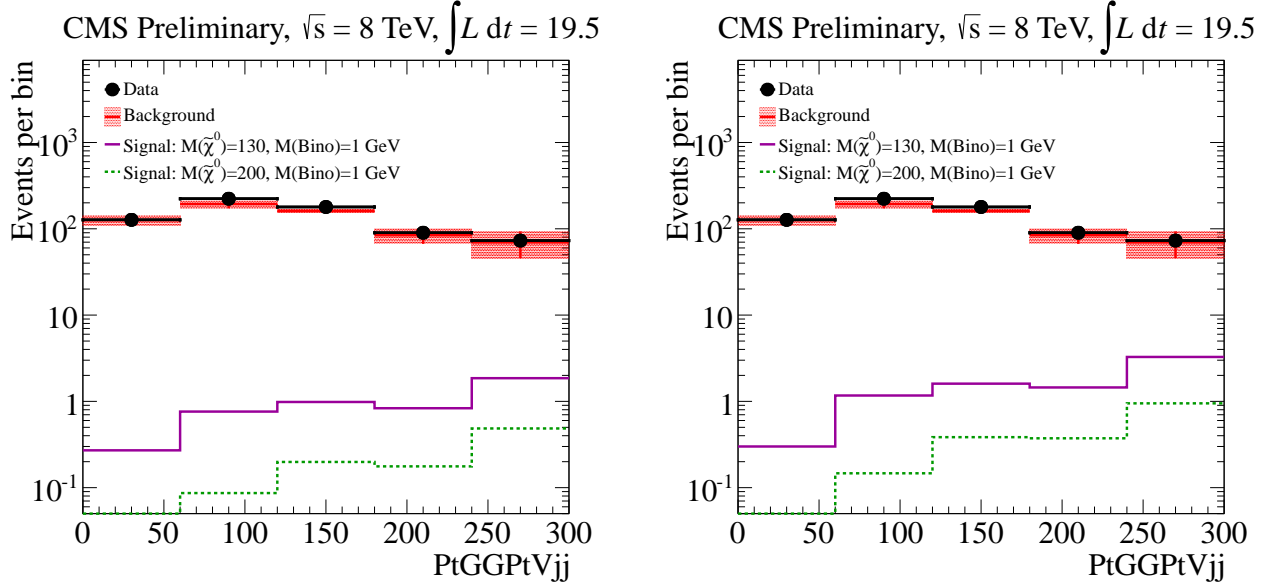 CMS Preliminary, √s = 8 TeV, ∫L dt = 19.5
Events per bin
Data
Background
Signal: M(χ̃⁰)=130, M(Bino)=1 GeV
Signal: M(χ̃⁰)=200, M(Bino)=1 GeV
10³
10²
10
1
10⁻¹
0 50 100 150 200 250 300
PtGGPtVjj
CMS Preliminary, √s = 8 TeV, ∫L dt = 19.5
Events per bin
Data
Background
Signal: M(χ̃⁰)=130, M(Bino)=1 GeV
Signal: M(χ̃⁰)=200, M(Bino)=1 GeV
10³
10²
10
1
10⁻¹
0 50 100 150 200 250 300
PtGGPtVjj